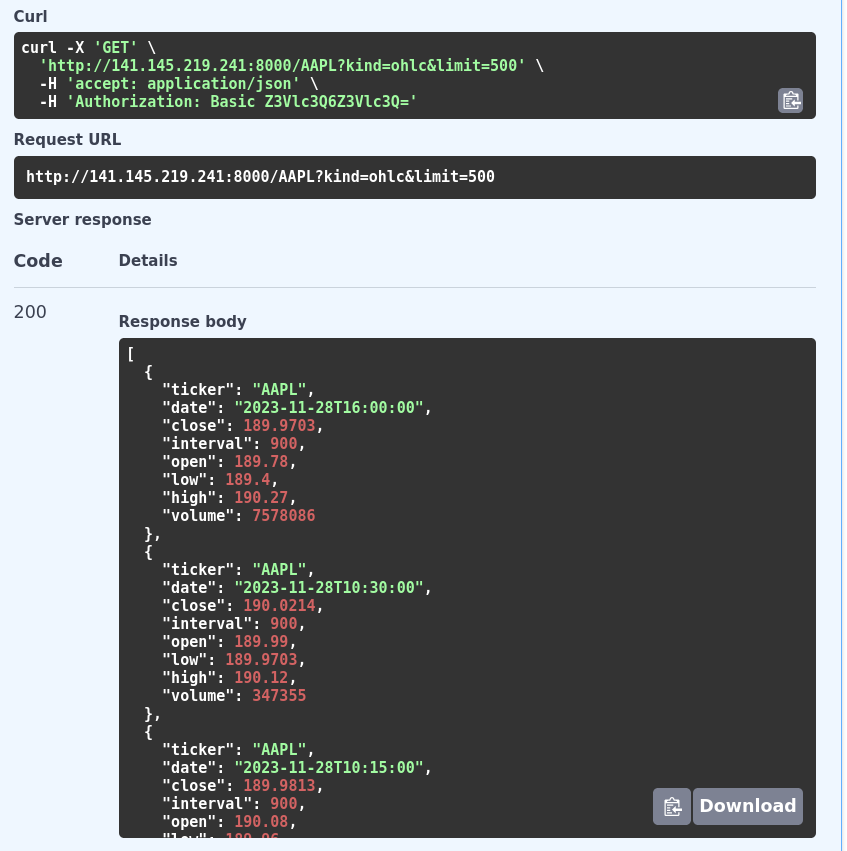 Curl
curl -X 'GET' \
  'http://141.145.219.241:8000/AAPL?kind=ohlc&limit=500' \
  -H 'accept: application/json' \
  -H 'Authorization: Basic Z3Vlc3Q6Z3Vlc3Q='
Request URL
http://141.145.219.241:8000/AAPL?kind=ohlc&limit=500
Server response
Code Details
200
Response body
[
  {
    "ticker": "AAPL",
    "date": "2023-11-28T16:00:00",
    "close": 189.9703,
    "interval": 900,
    "open": 189.78,
    "low": 189.4,
    "high": 190.27,
    "volume": 7578086
  },
  {
    "ticker": "AAPL",
    "date": "2023-11-28T10:30:00",
    "close": 190.0214,
    "interval": 900,
    "open": 189.99,
    "low": 189.9703,
    "high": 190.12,
    "volume": 347355
  },
  {
    "ticker": "AAPL",
    "date": "2023-11-28T10:15:00",
    "close": 189.9813,
    "interval": 900,
    "open": 190.08,
    "low": 189.96
Download